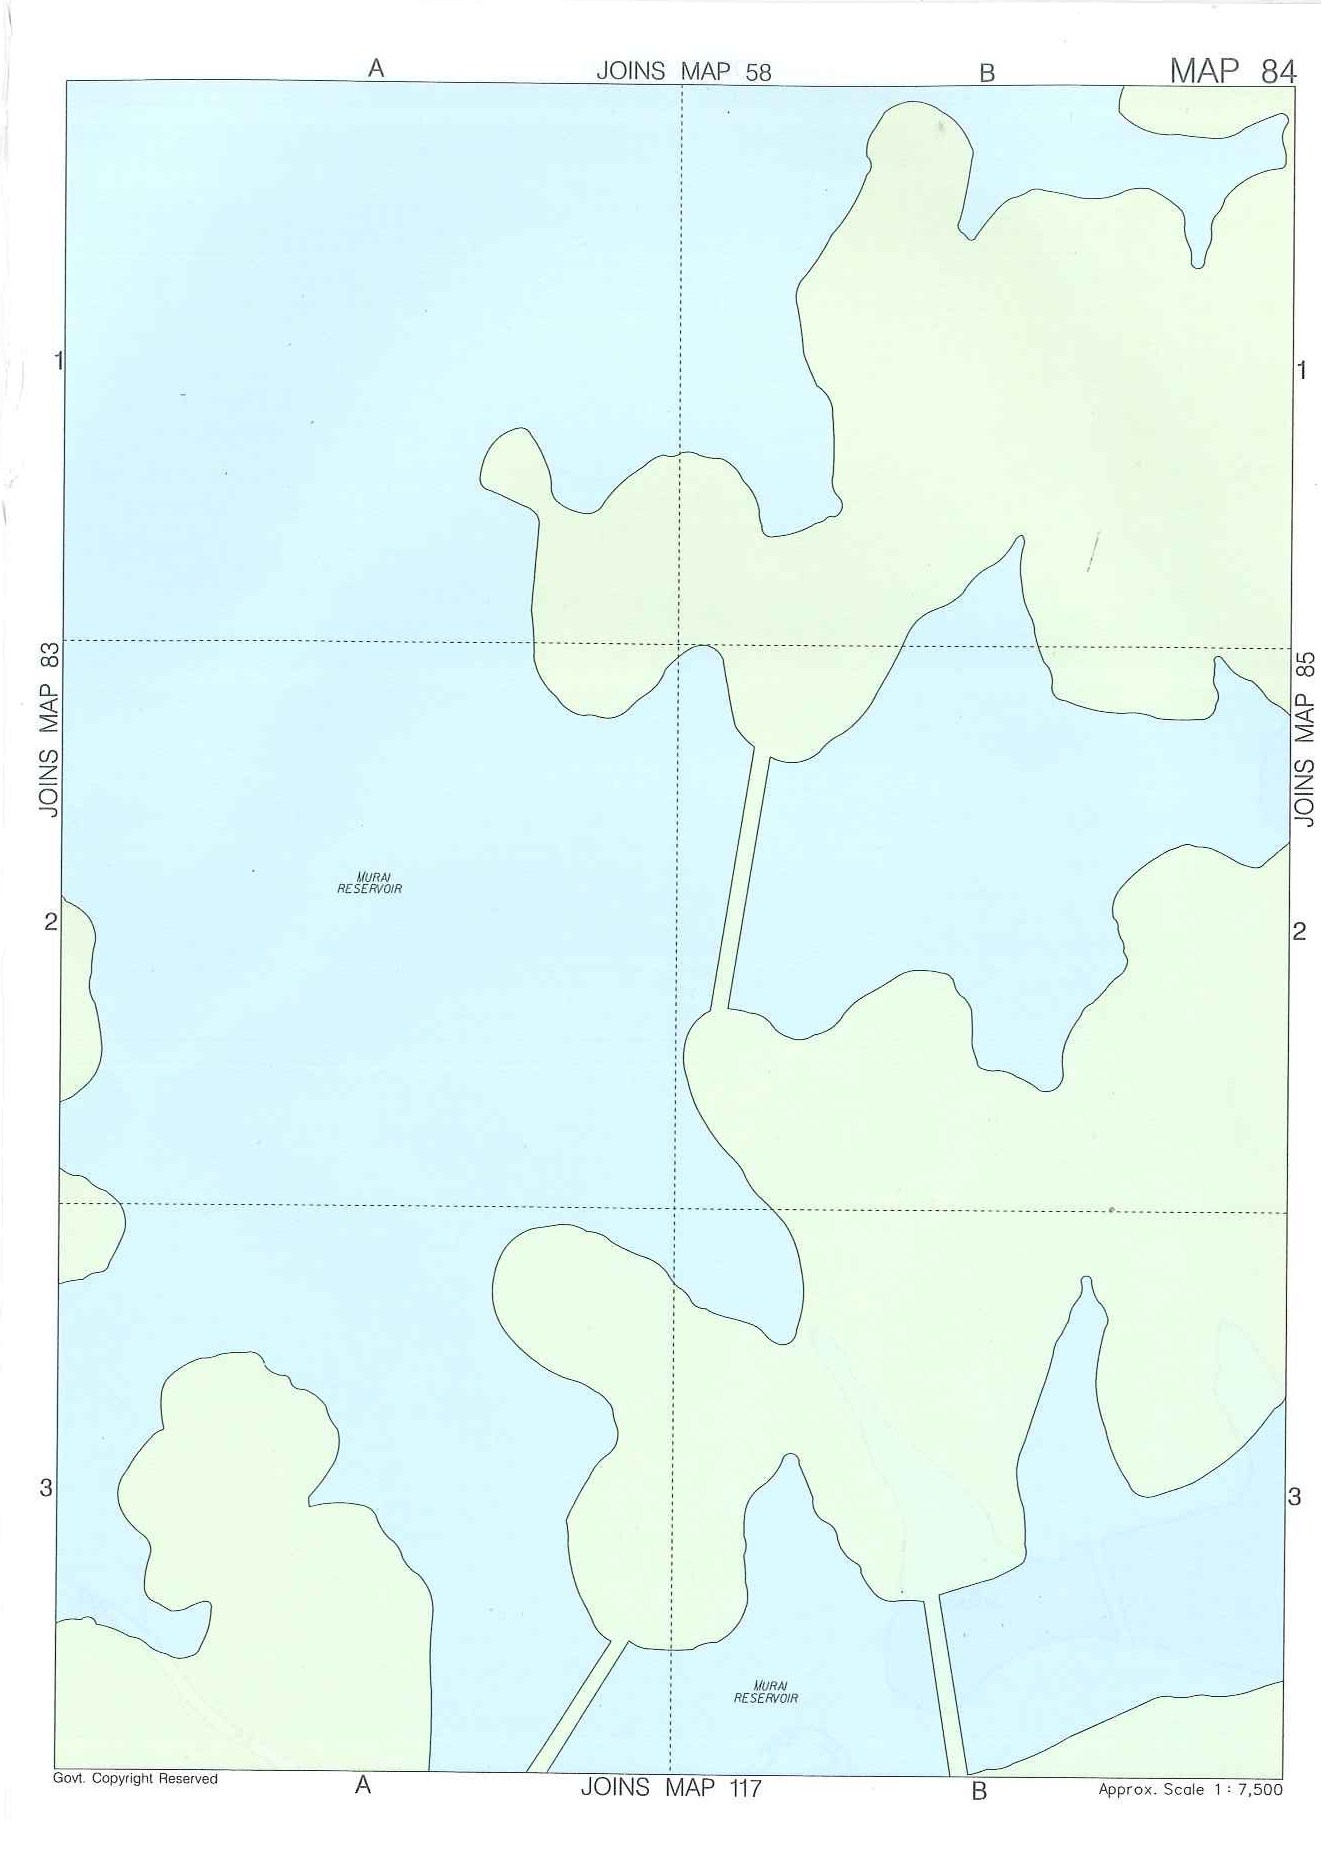 A
JOINS MAP 58
B
MAP 84
1
1
JOINS MAP 83
JOINS MAP 85
MURAI
RESERVOIR
2
2
3
3
MURAI
RESERVOIR
Govt. Copyright Reserved
A
JOINS MAP 117
B
Approx. Scale 1 : 7,500